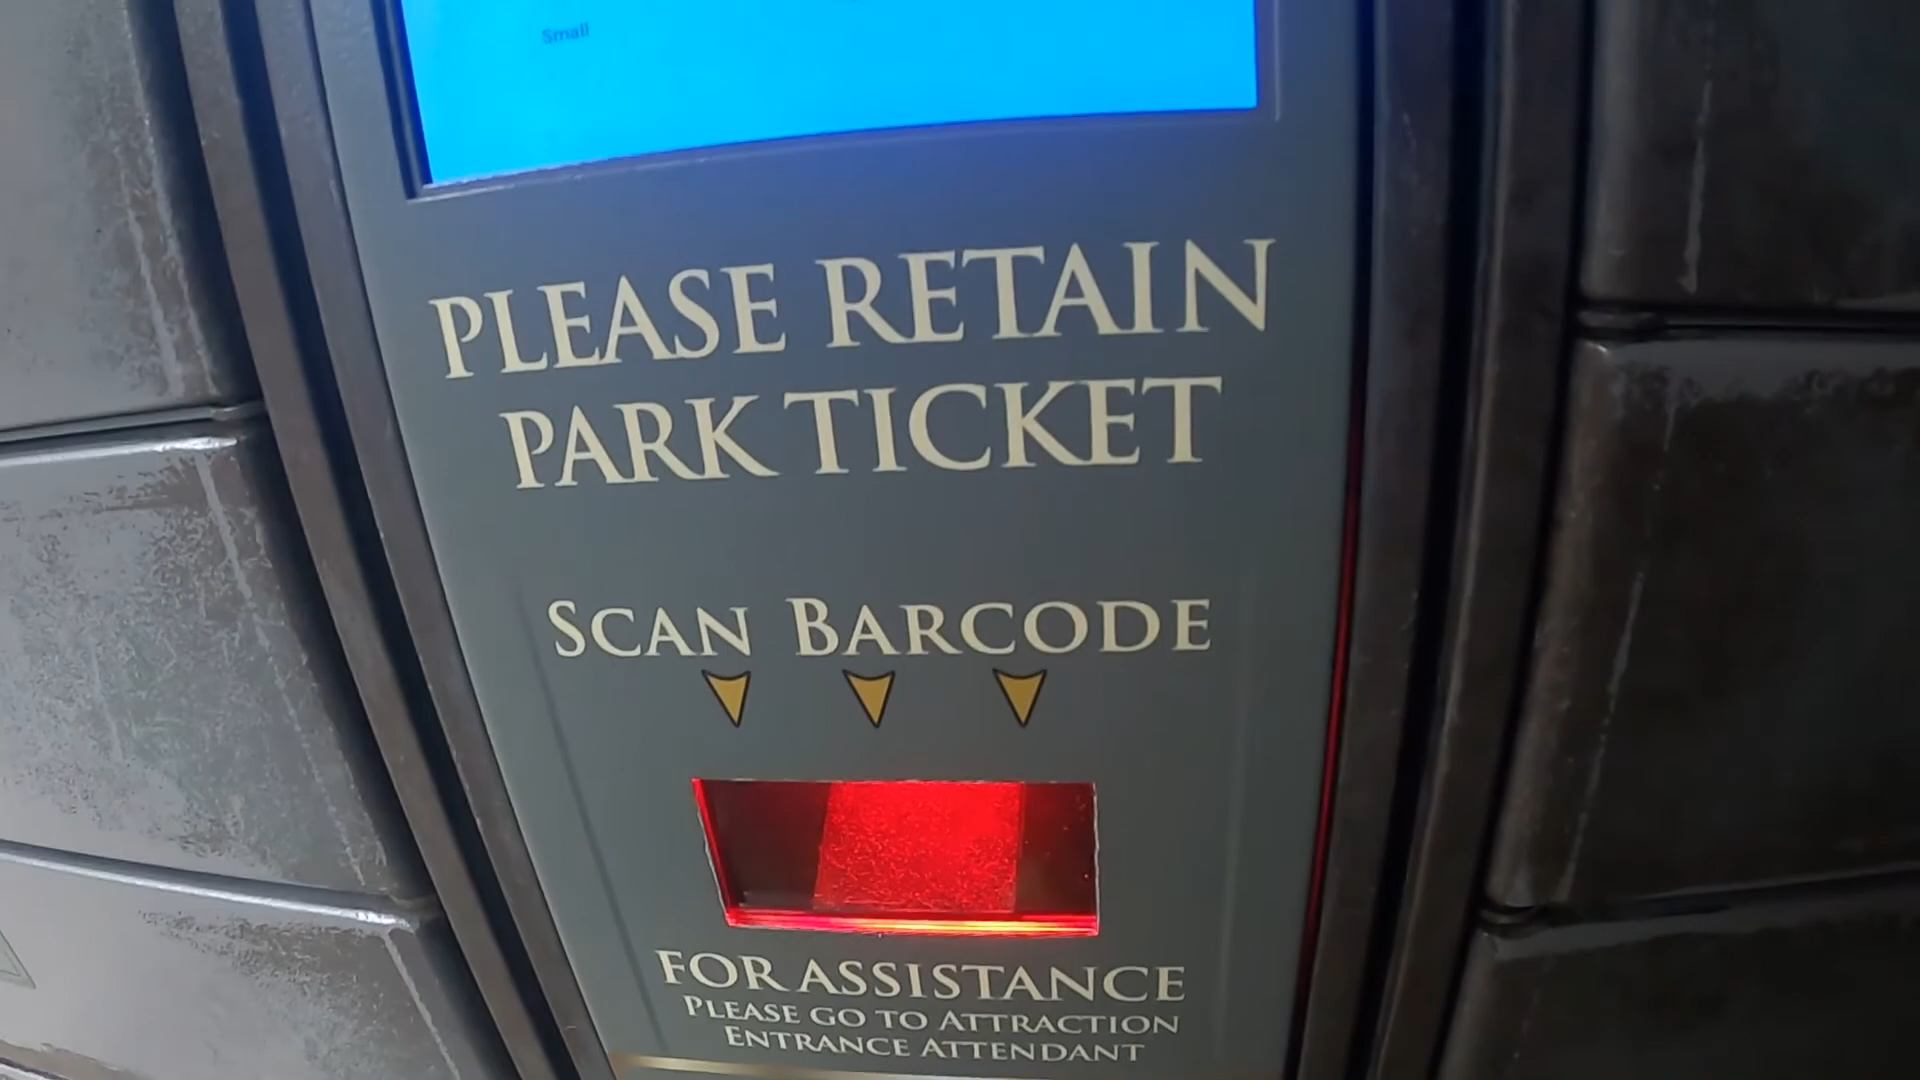 Small
PLEASE RETAIN
PARK TICKET
SCAN BARCODE
FOR ASSISTANCE
PLEASE GO TO ATTRACTION
ENTRANCE ATTENDANT